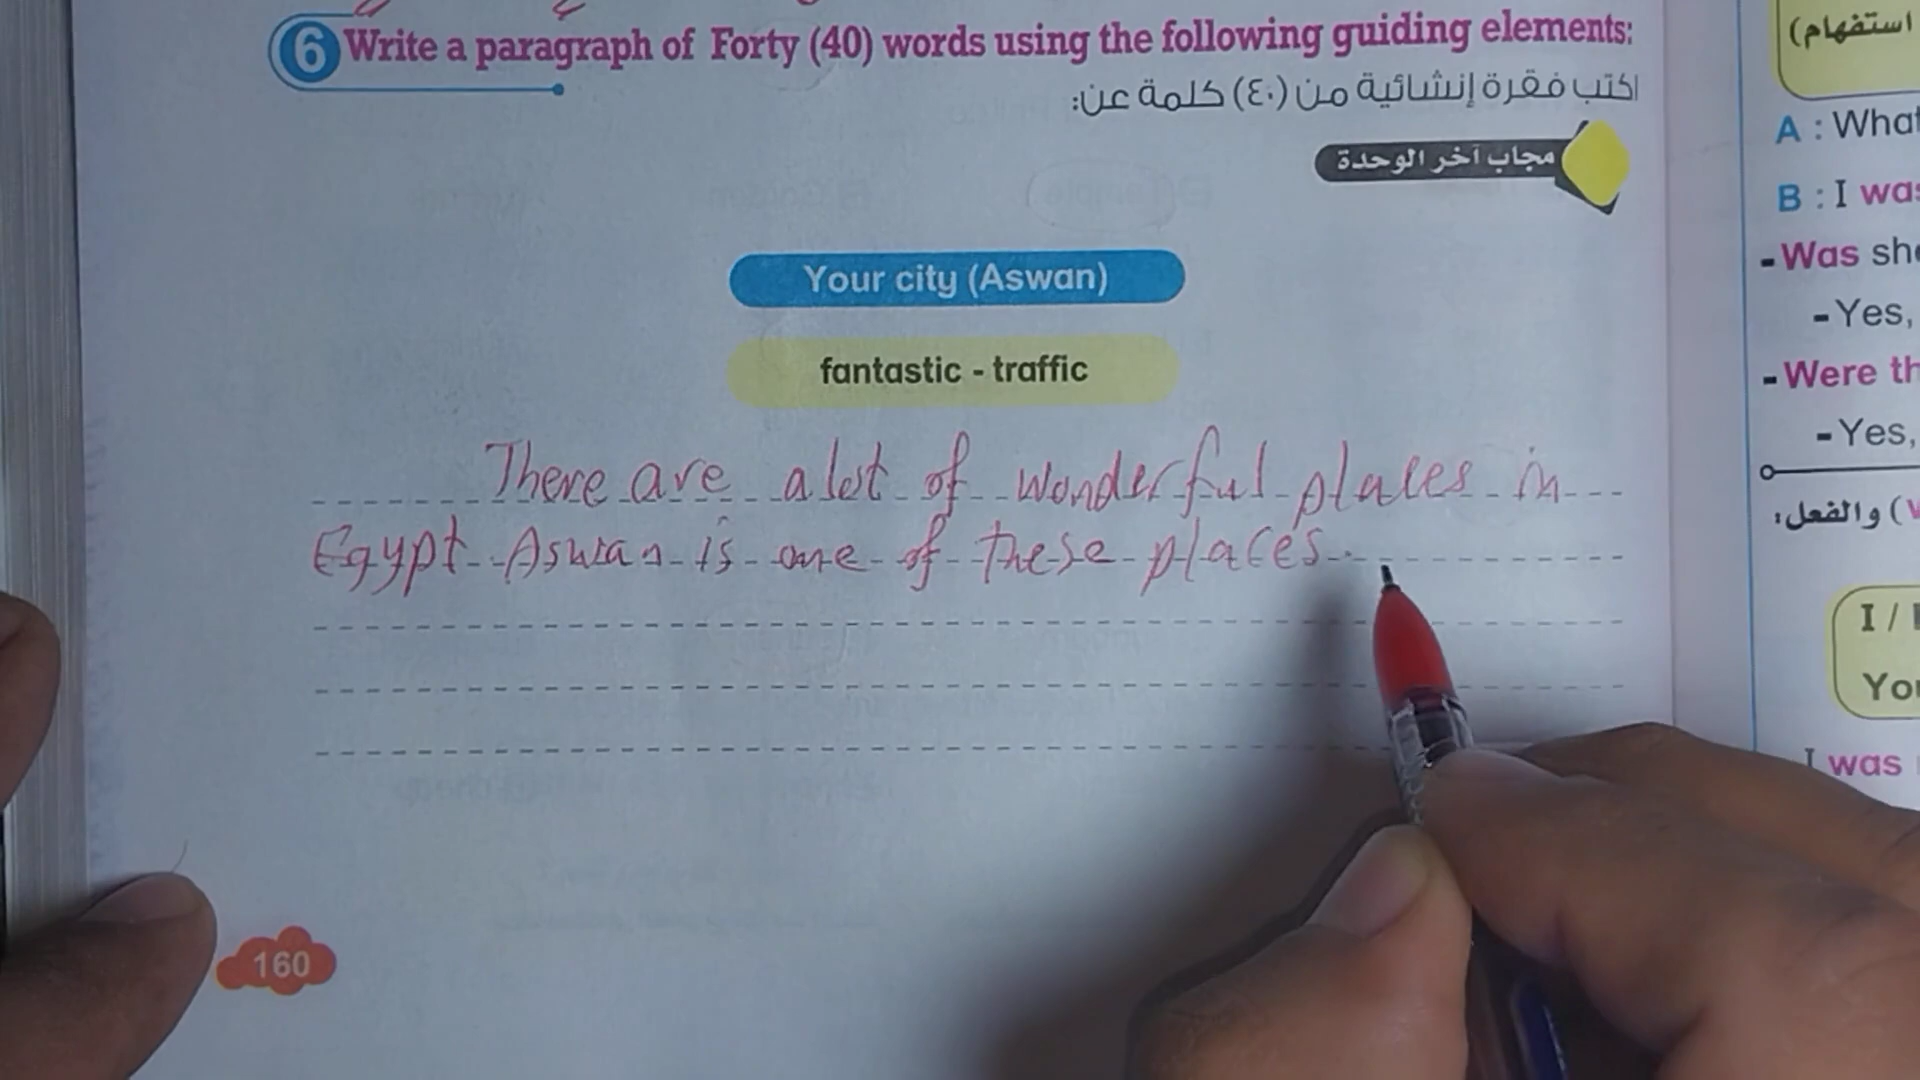 6 Write a paragraph of Forty (40) words using the following guiding elements:
اكتب فقرة إنشائية من (٤٠) كلمة عن:
مجاب آخر الوحدة
Your city (Aswan)
fantastic - traffic
There are a lot of wonderful places in
Egypt Aswan is one of these places.
160
استفهام)
A : What
B : I was
- Was she
- Yes,
- Were th
- Yes,
) والفعل:
I /
You
I was